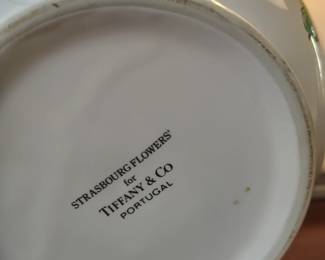 STRASBOURG FLOWERS'
for
TIFFANY & CO
PORTUGAL